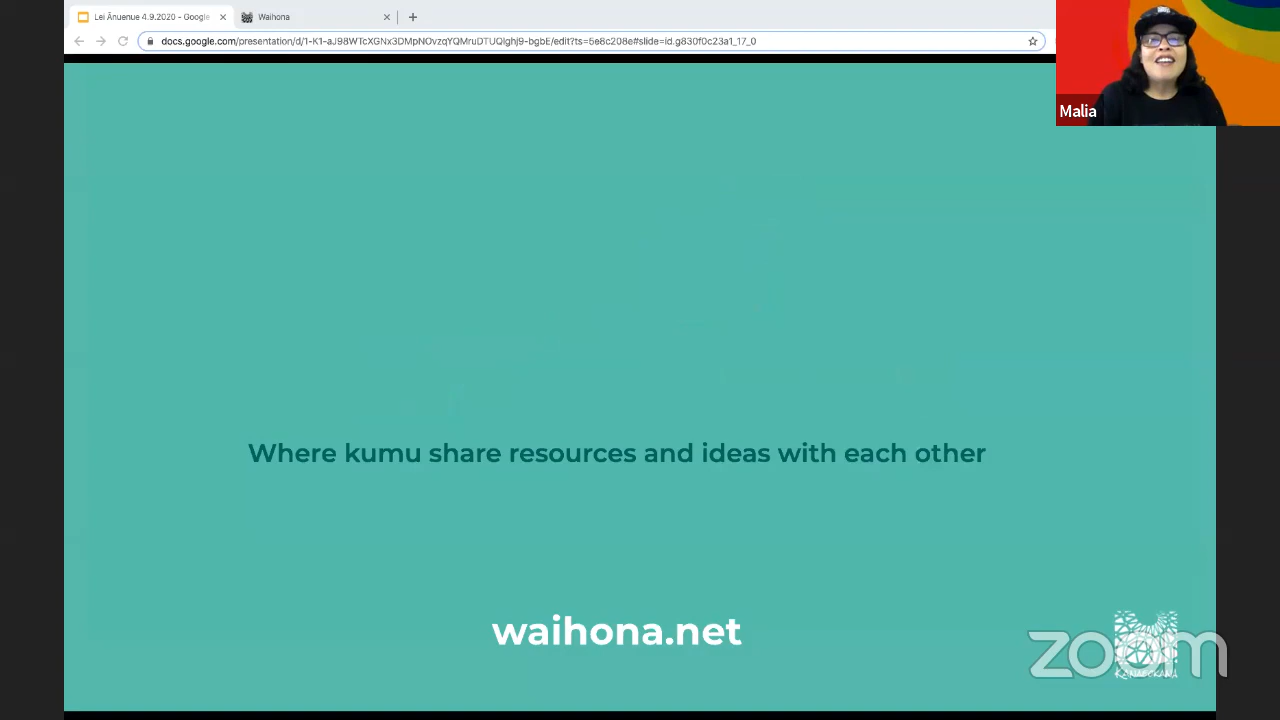 Lei Ānuenue 4.9.2020 - Google
Waihona
docs.google.com/presentation/d/1-K1-aJ98WTcXGNx3DMpNOvzqYQMruDTUQlghj9-bgbE/edit?ts=5e8c208e#slide=id.g830f0c23a1_17_0
Malia
Where kumu share resources and ideas with each other
waihona.net
zoom
KANAEOKANA